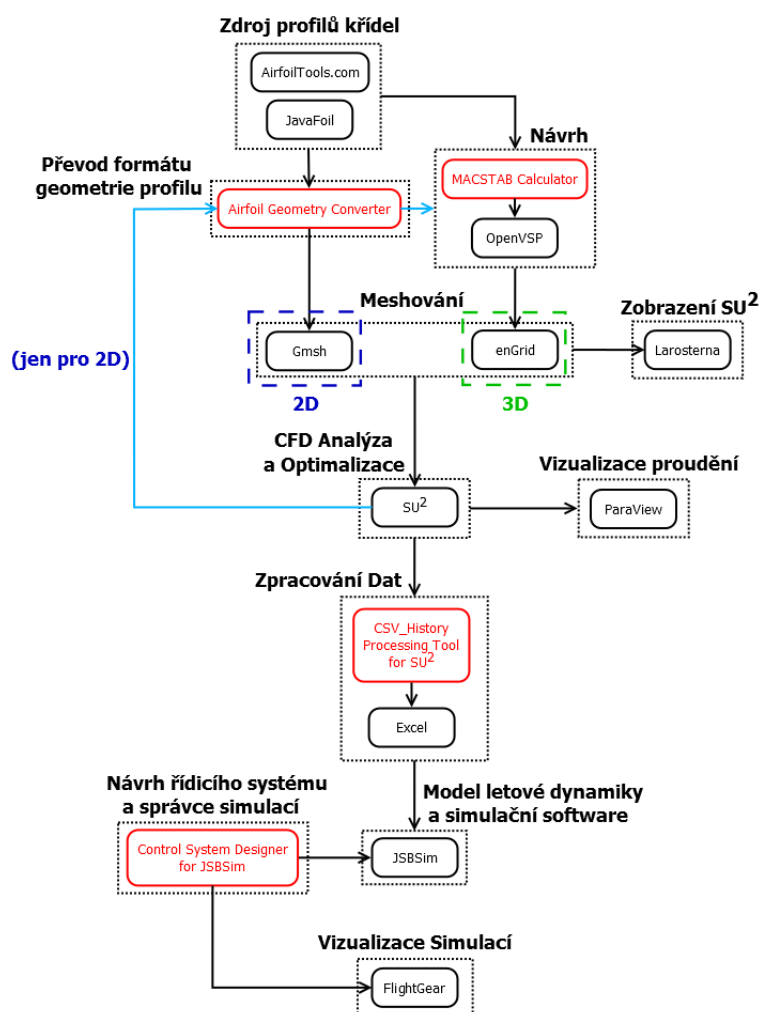 Zdroj profilů křídel
AirfoilTools.com
JavaFoil
Návrh
Převod formátu
geometrie profilu
MACSTAB Calculator
Airfoil Geometry Converter
OpenVSP
Meshování
Zobrazení SU²
(jen pro 2D)
Gmsh
enGrid
Larosterna
2D
3D
CFD Analýza
a Optimalizace
Vizualizace proudění
SU²
ParaView
Zpracování Dat
CSV_History
Processing_Tool
for SU²
Excel
Návrh řídicího systému
a správce simulací
Model letové dynamiky
a simulační software
Control System Designer
for JSBSim
JSBSim
Vizualizace Simulací
FlightGear